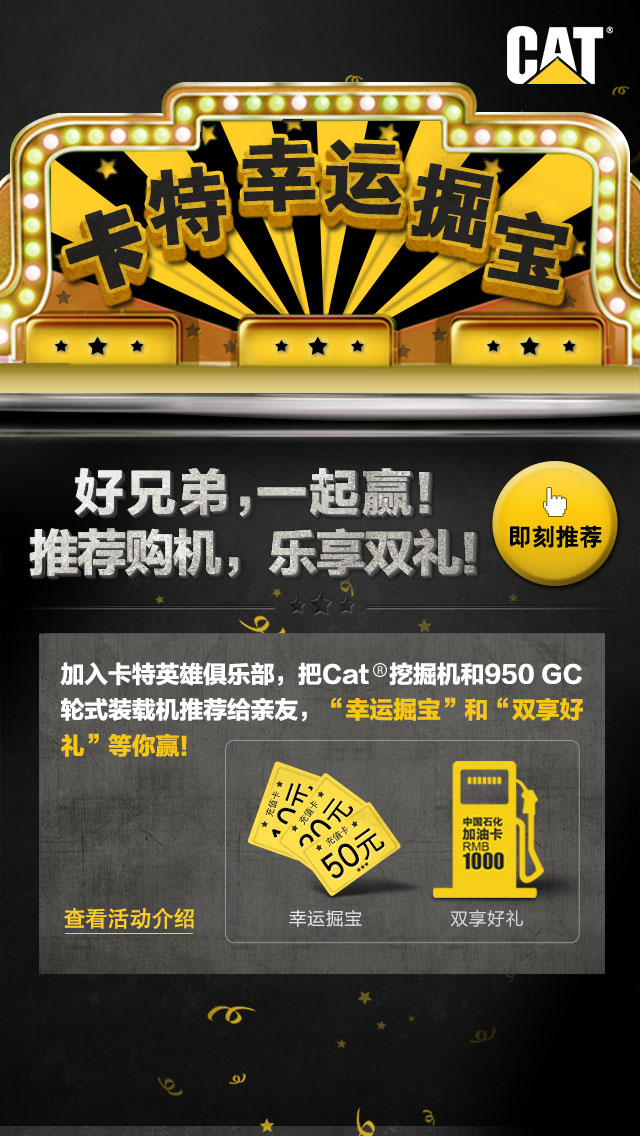 CAT®
卡特幸运掘宝
好兄弟,一起赢!
推荐购机,乐享双礼!
即刻推荐
加入卡特英雄俱乐部，把Cat®挖掘机和950 GC
轮式装载机推荐给亲友，“幸运掘宝”和“双享好
礼”等你赢!
充值卡
充值卡
20元
充值卡
50元
中国石化
加油卡
RMB
1000
查看活动介绍
幸运掘宝
双享好礼